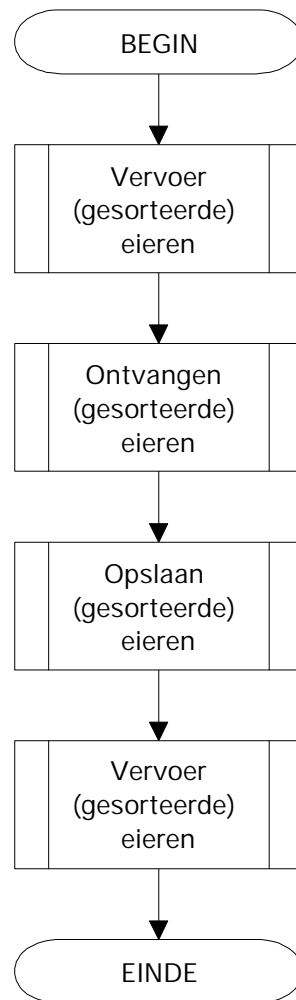 BEGIN
Vervoer
(gesorteerde)
eieren
Ontvangen
(gesorteerde)
eieren
Opslaan
(gesorteerde)
eieren
Vervoer
(gesorteerde)
eieren
EINDE